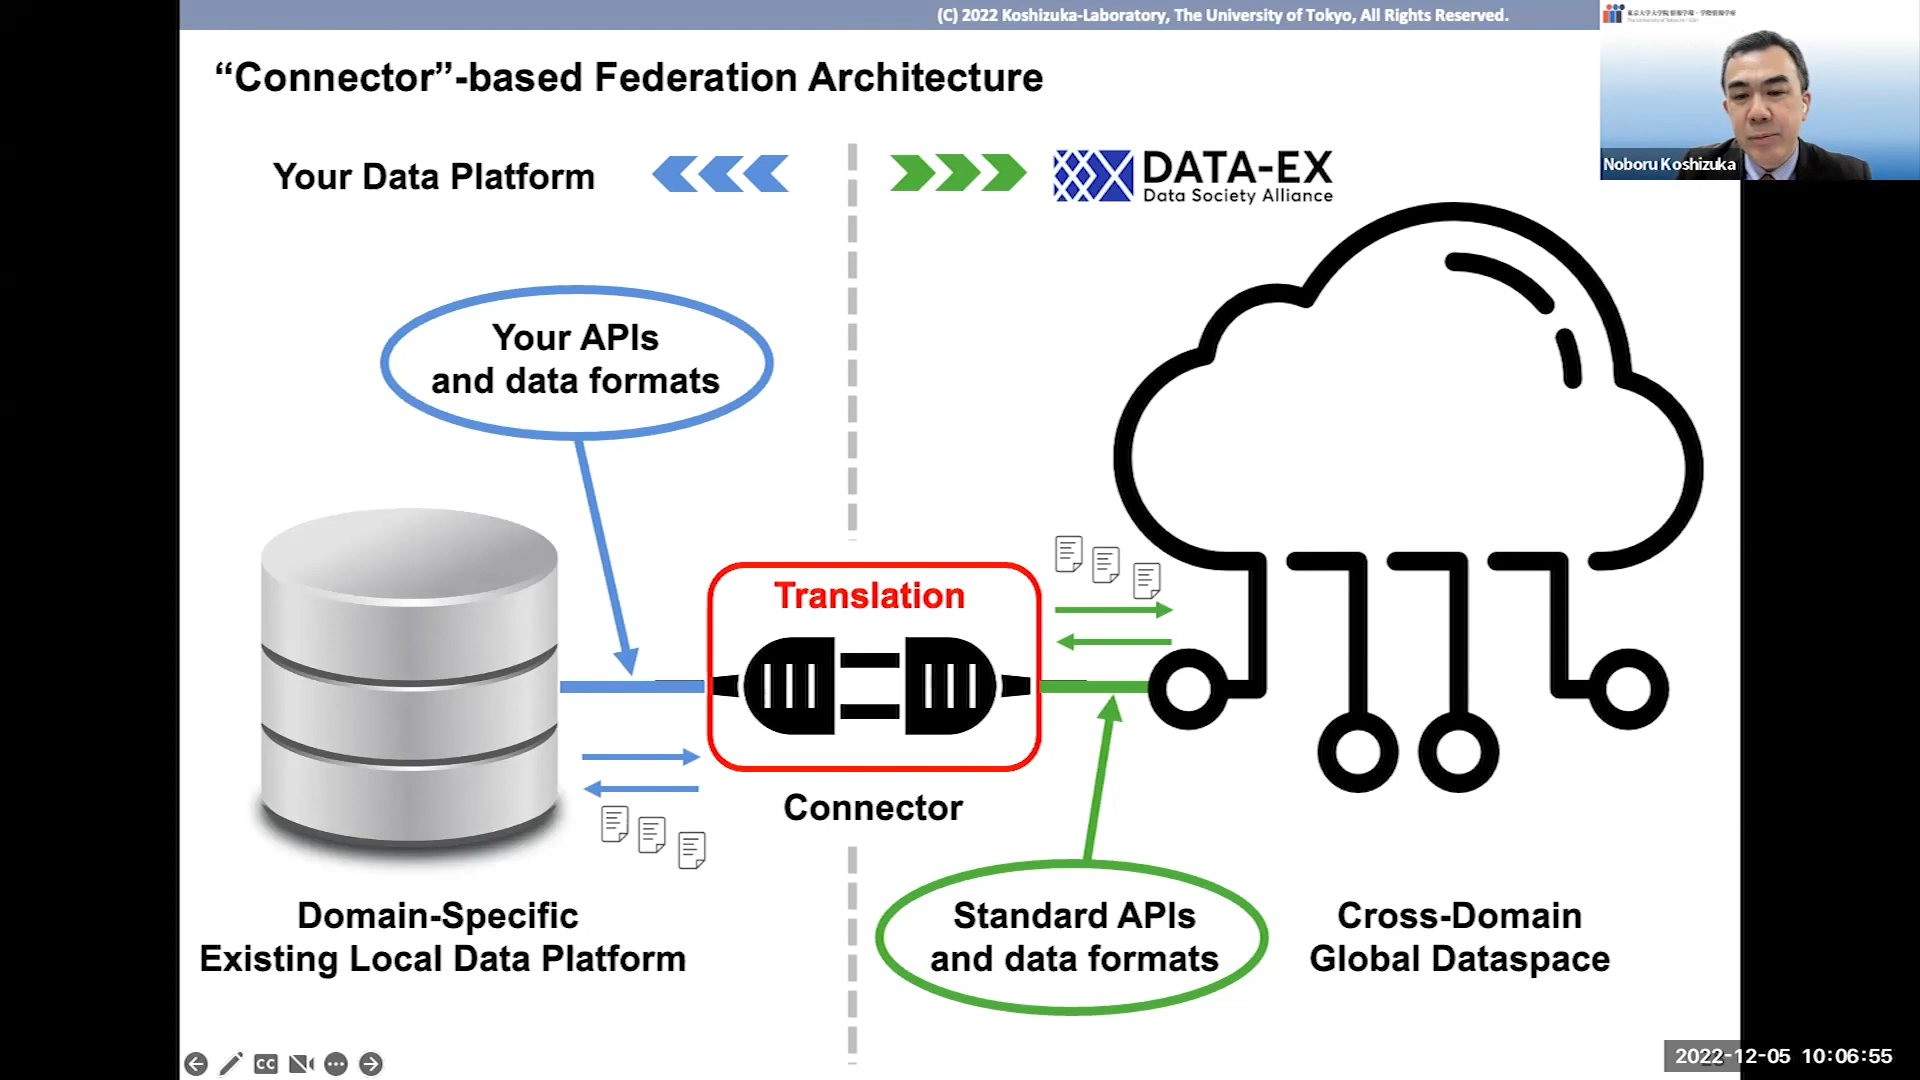 (C) 2022 Koshizuka-Laboratory, The University of Tokyo, All Rights Reserved.
“Connector”-based Federation Architecture
Noboru Koshizuka
Your Data Platform
DATA-EX
Data Society Alliance
Your APIs
and data formats
Translation
Connector
Domain-Specific
Existing Local Data Platform
Standard APIs
and data formats
Cross-Domain
Global Dataspace
CC
2022-12-05 10:06:55